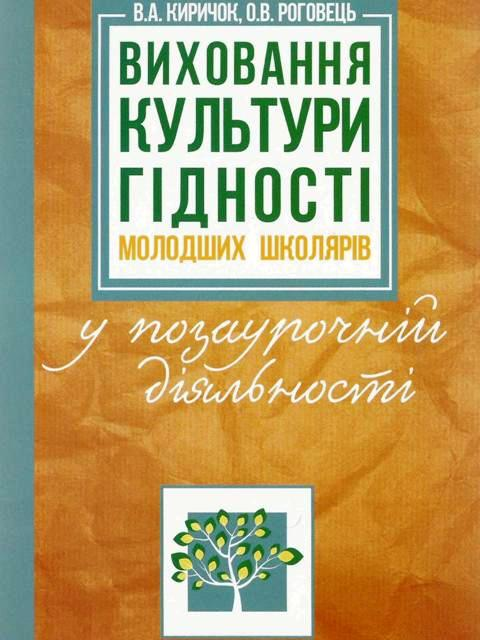 В.А. КИРИЧОК, О.В. РОГОВЕЦЬ
ВИХОВАННЯ
КУЛЬТУРИ
ГІДНОСТІ
МОЛОДШИХ ШКОЛЯРІВ
у позаурочній
діяльності